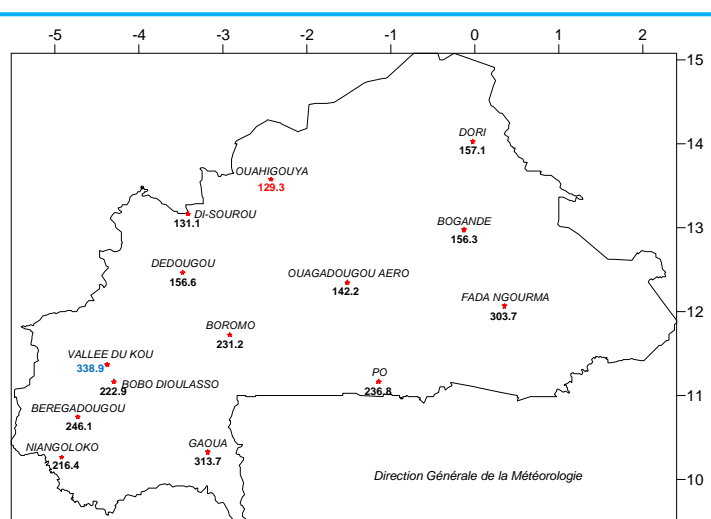 -5 -4 -3 -2 -1 0 1 2
15
DORI
14
157.1
OUAHIGOUYA
129.3
DI-SOUROU
131.1
13
BOGANDE
156.3
DEDOUGOU
156.6
OUAGADOUGOU AERO
142.2
FADA NGOURMA
303.7
12
BOROMO
231.2
VALLEE DU KOU
338.9
BOBO DIOULASSO
222.9
PO
236.8
11
BEREGADOUGOU
246.1
NIANGOLOKO
216.4
GAOUA
313.7
Direction Générale de la Météorologie
10